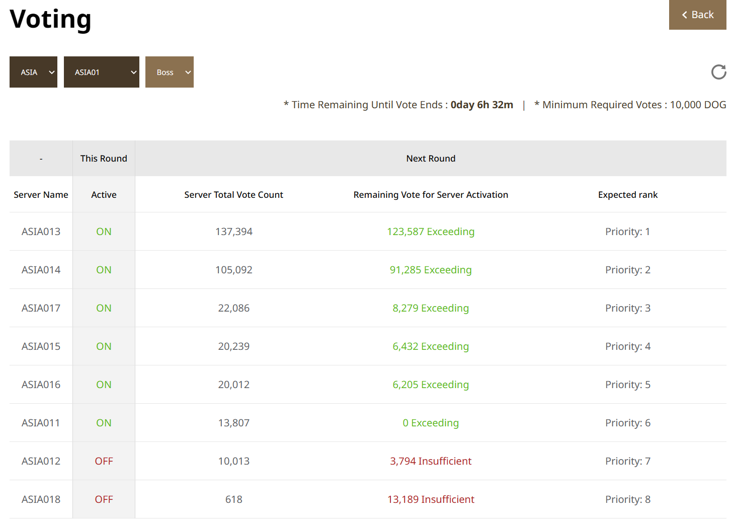 Voting
Back
ASIA ASIA01 Boss
* Time Remaining Until Vote Ends : 0day 6h 32m | * Minimum Required Votes : 10,000 DOG
- This Round Next Round
Server Name Active Server Total Vote Count Remaining Vote for Server Activation Expected rank
ASIA013 ON 137,394 123,587 Exceeding Priority: 1
ASIA014 ON 105,092 91,285 Exceeding Priority: 2
ASIA017 ON 22,086 8,279 Exceeding Priority: 3
ASIA015 ON 20,239 6,432 Exceeding Priority: 4
ASIA016 ON 20,012 6,205 Exceeding Priority: 5
ASIA011 ON 13,807 0 Exceeding Priority: 6
ASIA012 OFF 10,013 3,794 Insufficient Priority: 7
ASIA018 OFF 618 13,189 Insufficient Priority: 8